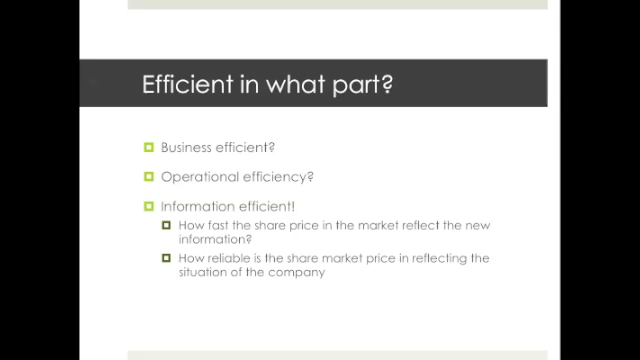 Efficient in what part?
Business efficient?
Operational efficiency?
Information efficient!
How fast the share price in the market reflect the new
information?
How reliable is the share market price in reflecting the
situation of the company